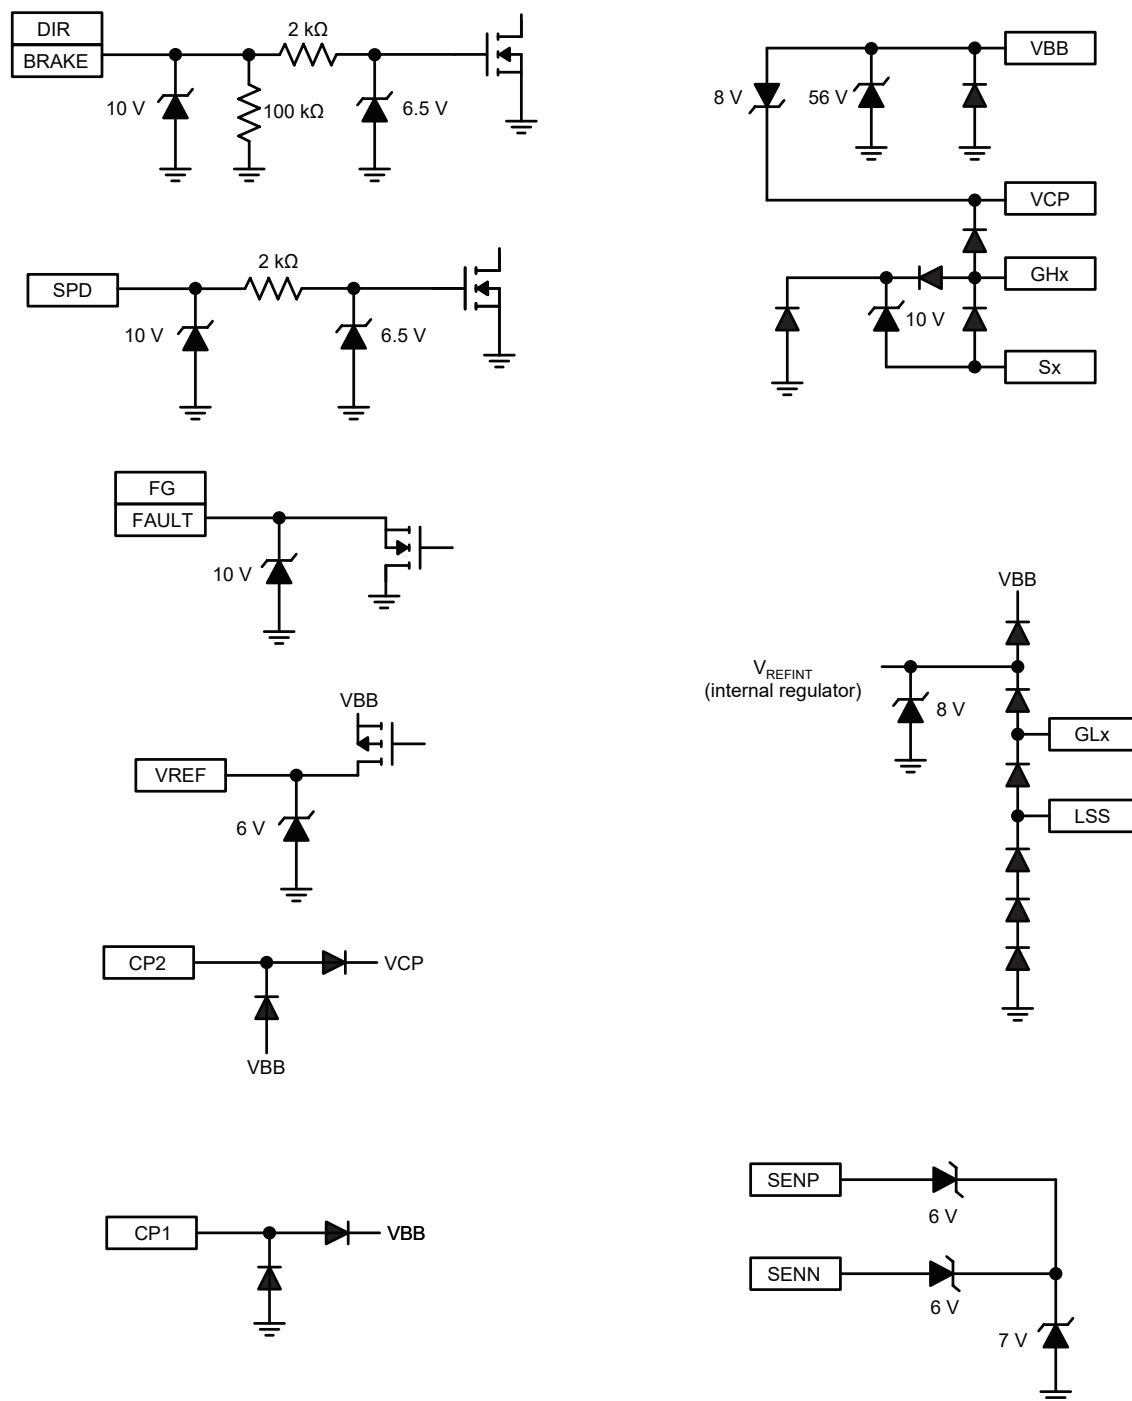 DIR
BRAKE
2 kΩ
10 V
100 kΩ
6.5 V
SPD
2 kΩ
10 V
6.5 V
FG
FAULT
10 V
VBB
VREF
6 V
CP2
VCP
VBB
CP1
VBB
VBB
8 V
56 V
VCP
GHx
10 V
Sx
VBB
VREFINT
(internal regulator)
8 V
GLx
LSS
SENP
6 V
SENN
6 V
7 V